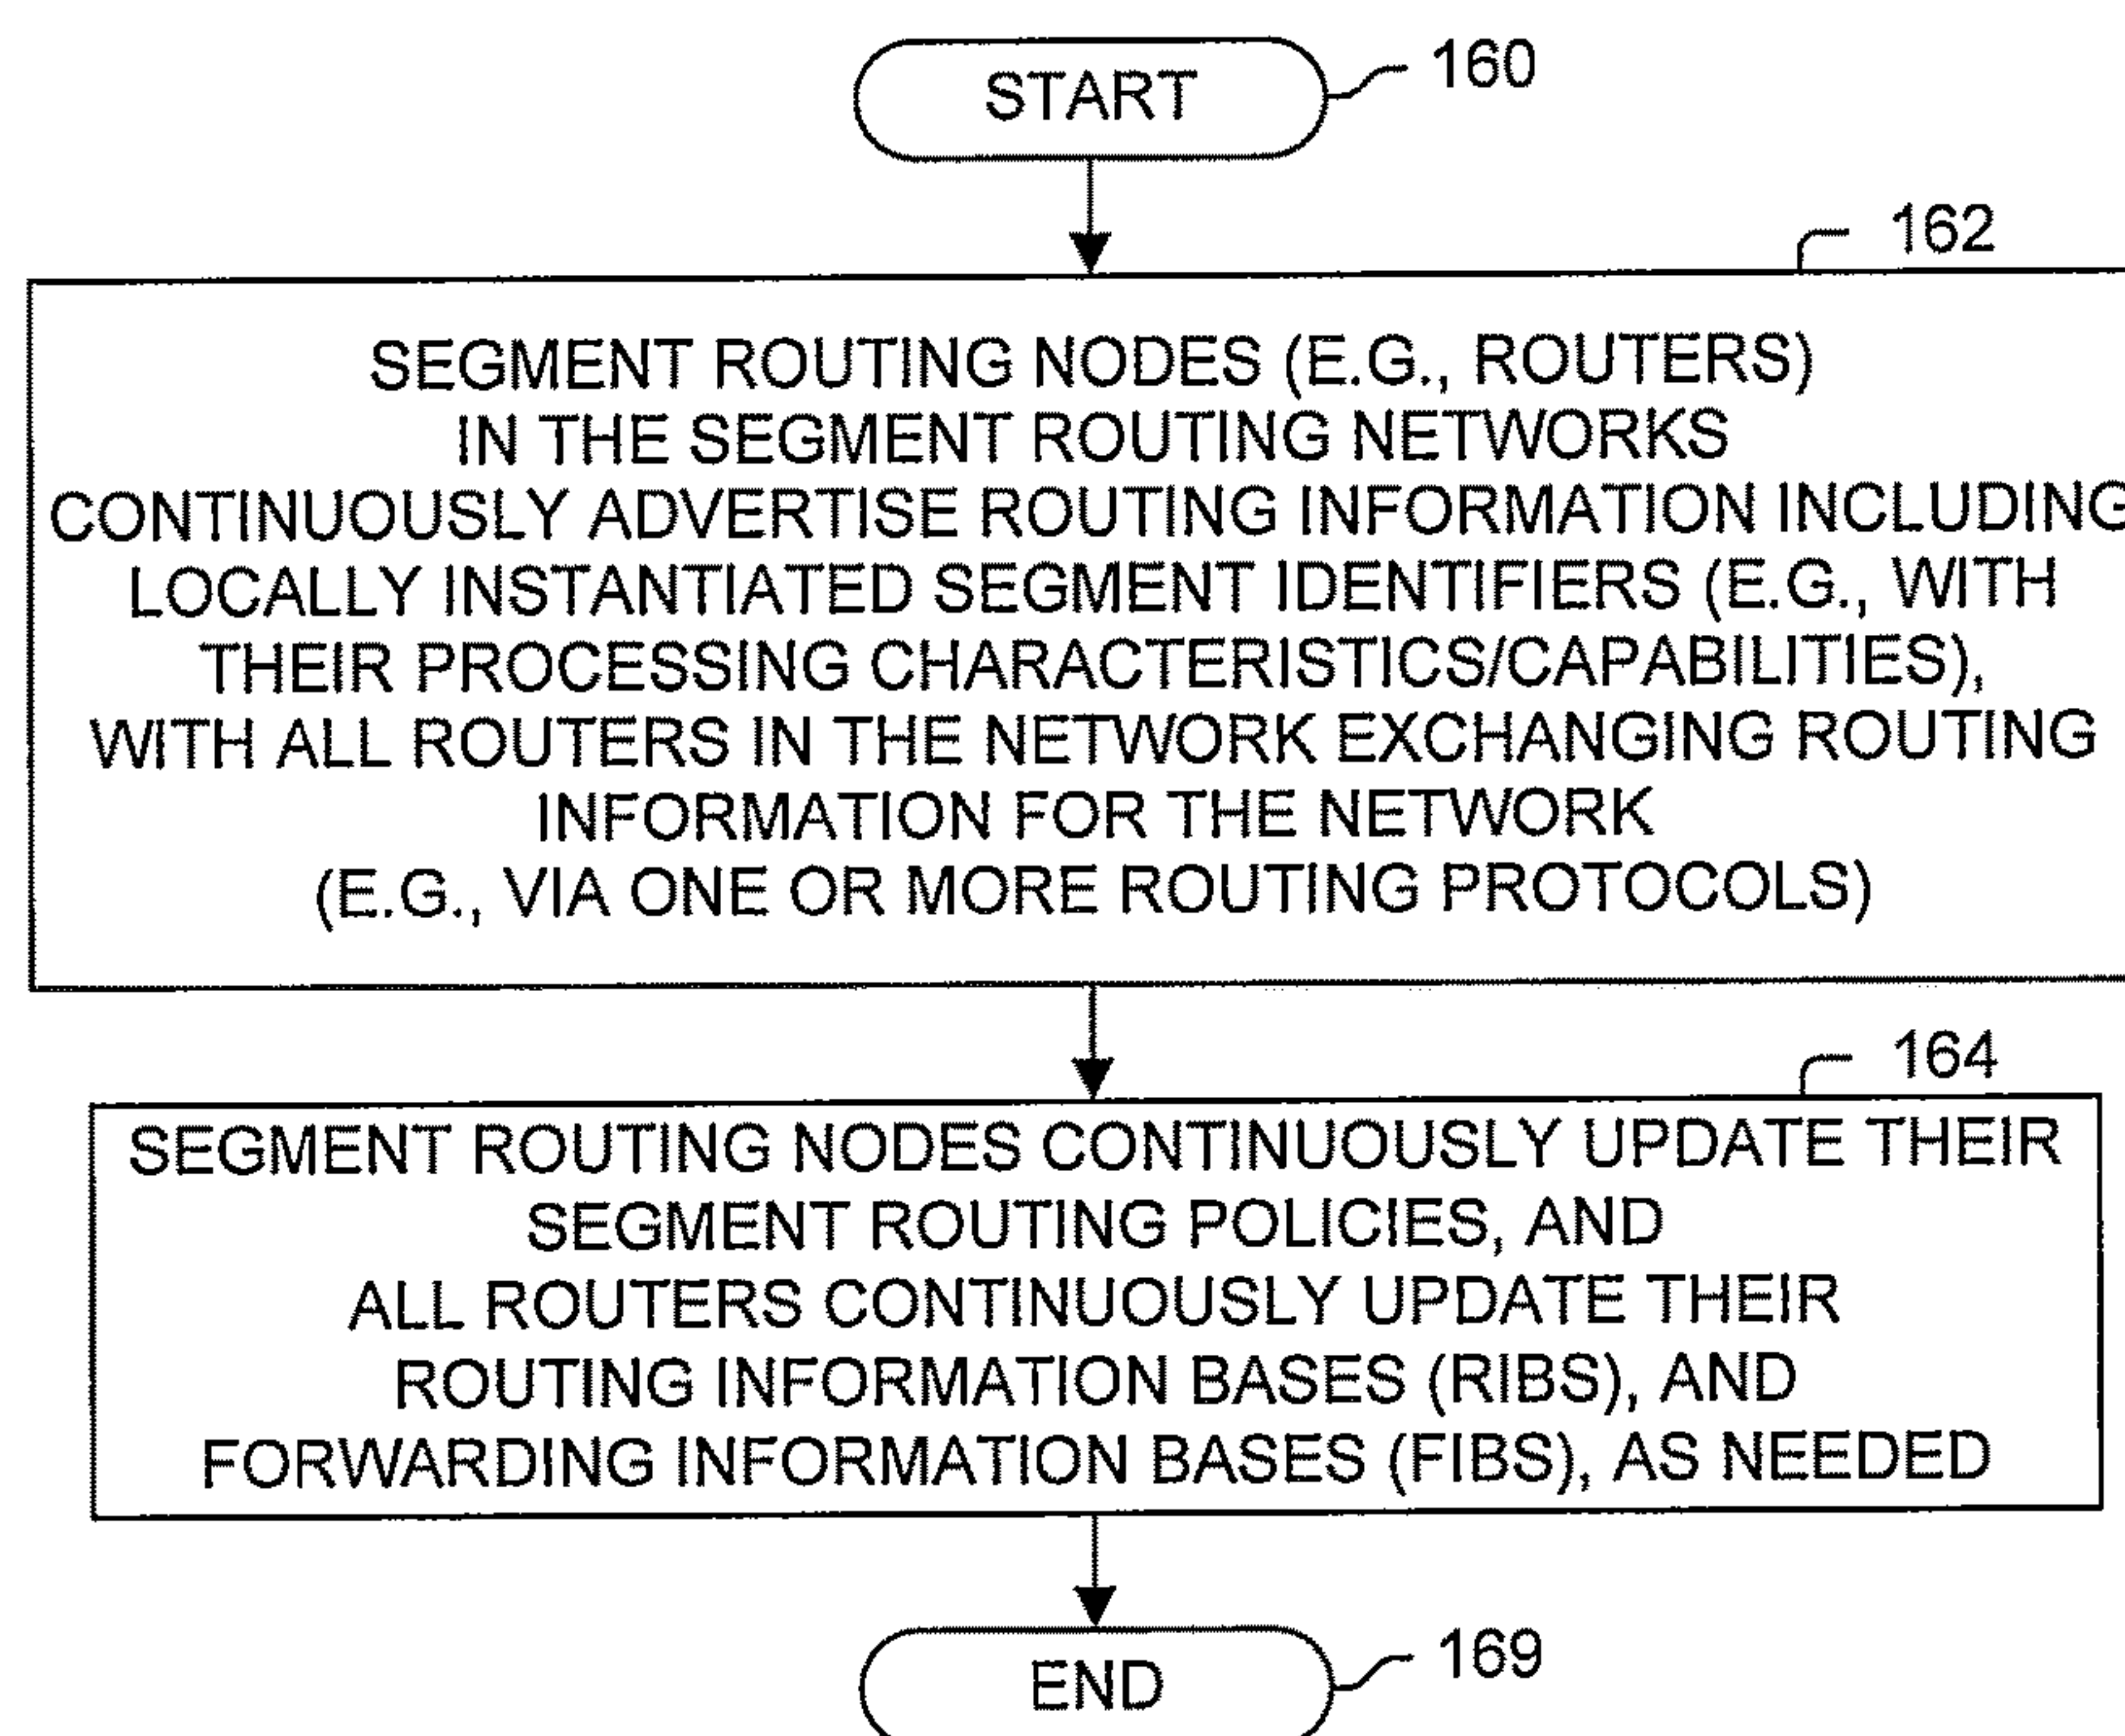 START
160
162
SEGMENT ROUTING NODES (E.G., ROUTERS)
IN THE SEGMENT ROUTING NETWORKS
CONTINUOUSLY ADVERTISE ROUTING INFORMATION INCLUDING
LOCALLY INSTANTIATED SEGMENT IDENTIFIERS (E.G., WITH
THEIR PROCESSING CHARACTERISTICS/CAPABILITIES),
WITH ALL ROUTERS IN THE NETWORK EXCHANGING ROUTING
INFORMATION FOR THE NETWORK
(E.G., VIA ONE OR MORE ROUTING PROTOCOLS)
164
SEGMENT ROUTING NODES CONTINUOUSLY UPDATE THEIR
SEGMENT ROUTING POLICIES, AND
ALL ROUTERS CONTINUOUSLY UPDATE THEIR
ROUTING INFORMATION BASES (RIBS), AND
FORWARDING INFORMATION BASES (FIBS), AS NEEDED
END
169